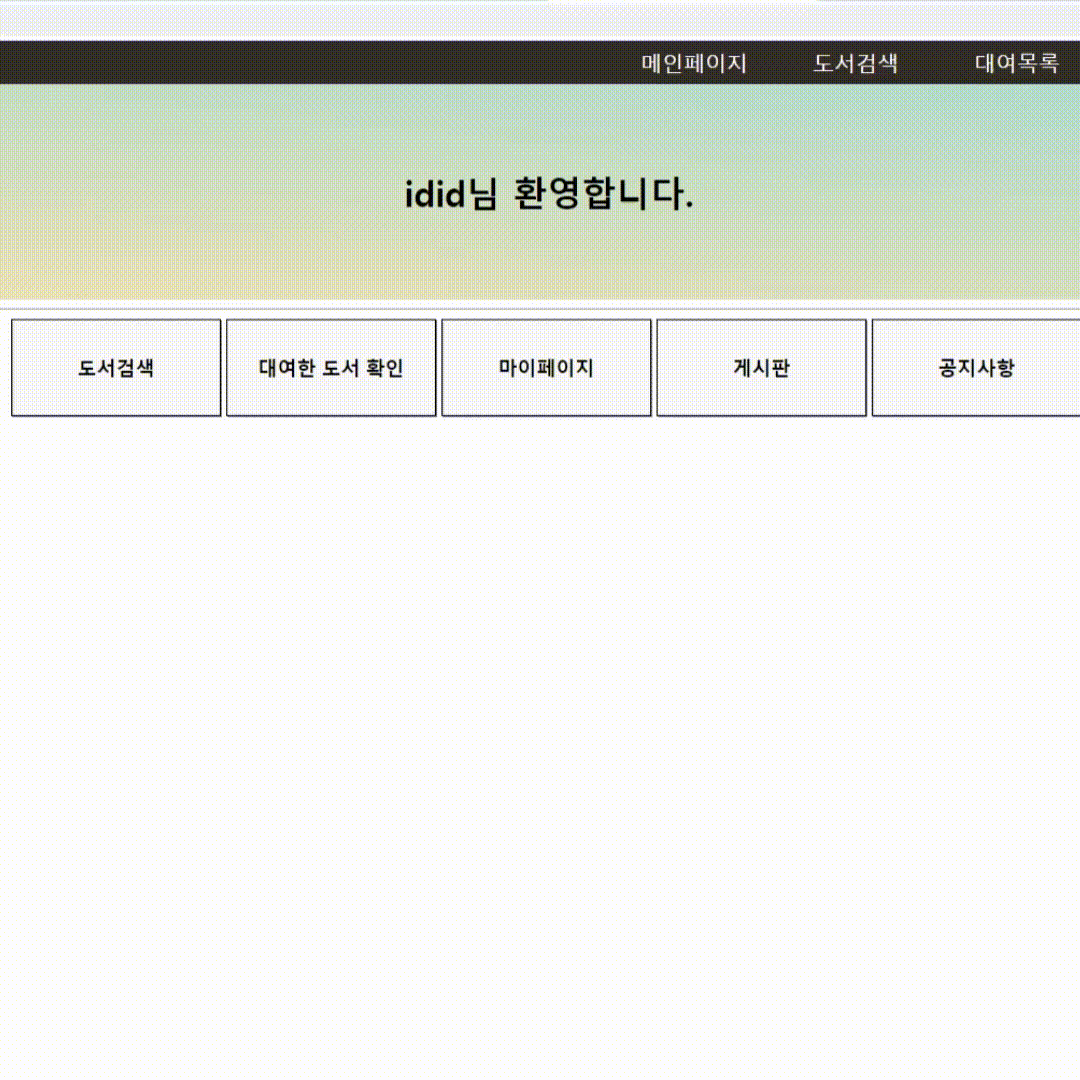 메인페이지 도서검색 대여목록
idid님 환영합니다.
도서검색 대여한 도서 확인 마이페이지 게시판 공지사항